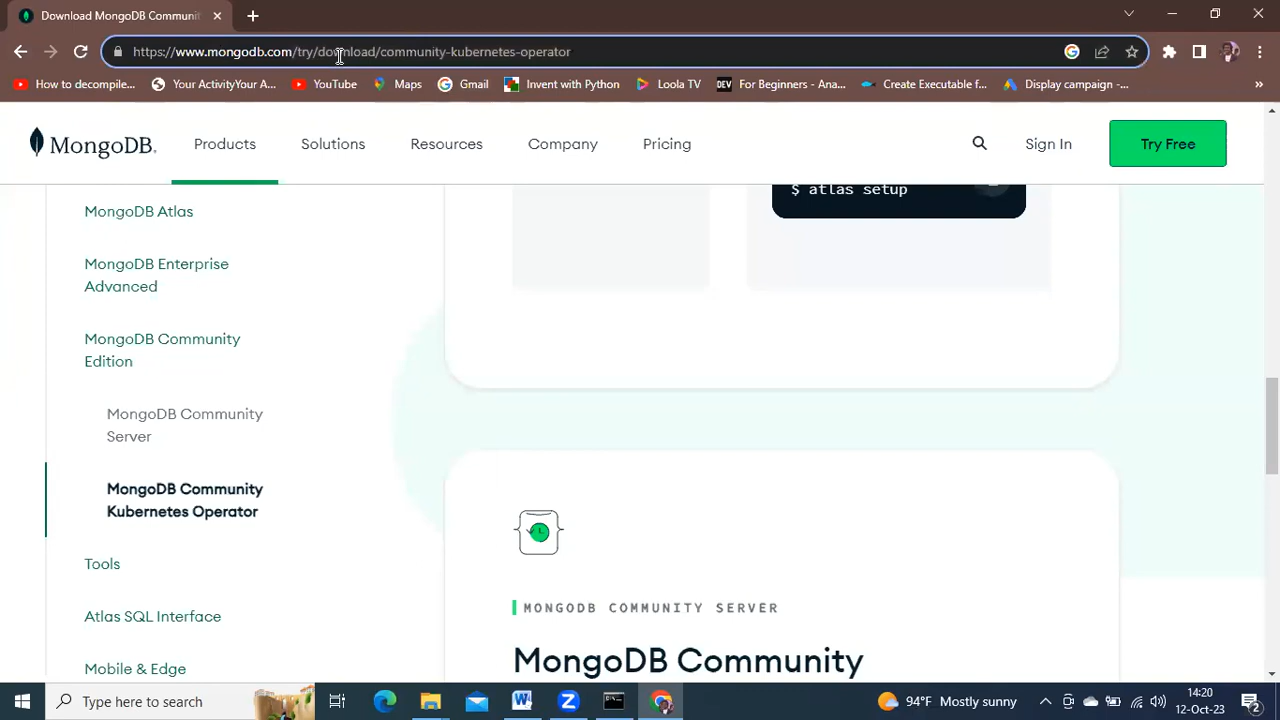 Download MongoDB Communit
https://www.mongodb.com/try/download/community-kubernetes-operator
How to decompile...
Your ActivityYour A...
YouTube
Maps
Gmail
Invent with Python
Loola TV
DEV
For Beginners - Ana...
Create Executable f...
Display campaign -...
»
MongoDB.
Products
Solutions
Resources
Company
Pricing
Sign In
Try Free
$ atlas setup
MongoDB Atlas
MongoDB Enterprise
Advanced
MongoDB Community
Edition
MongoDB Community
Server
MongoDB Community
Kubernetes Operator
Tools
Atlas SQL Interface
Mobile & Edge
MONGODB COMMUNITY SERVER
MongoDB Community
Type here to search
94°F Mostly sunny
14:20
12-Oct-23
2